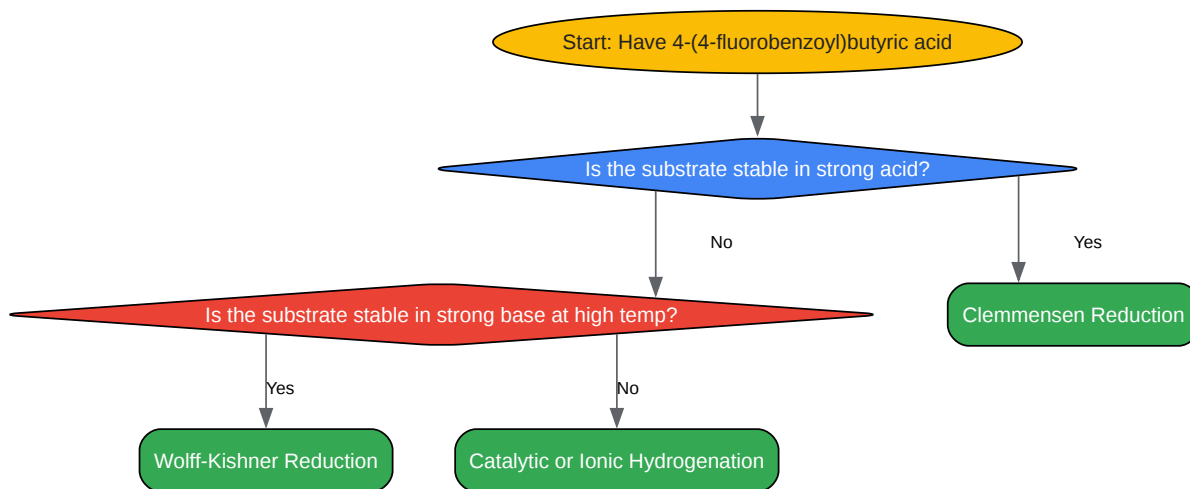 Start: Have 4-(4-fluorobenzoyl)butyric acid
Is the substrate stable in strong acid?
No
Yes
Is the substrate stable in strong base at high temp?
Clemmensen Reduction
Yes
No
Wolff-Kishner Reduction
Catalytic or Ionic Hydrogenation